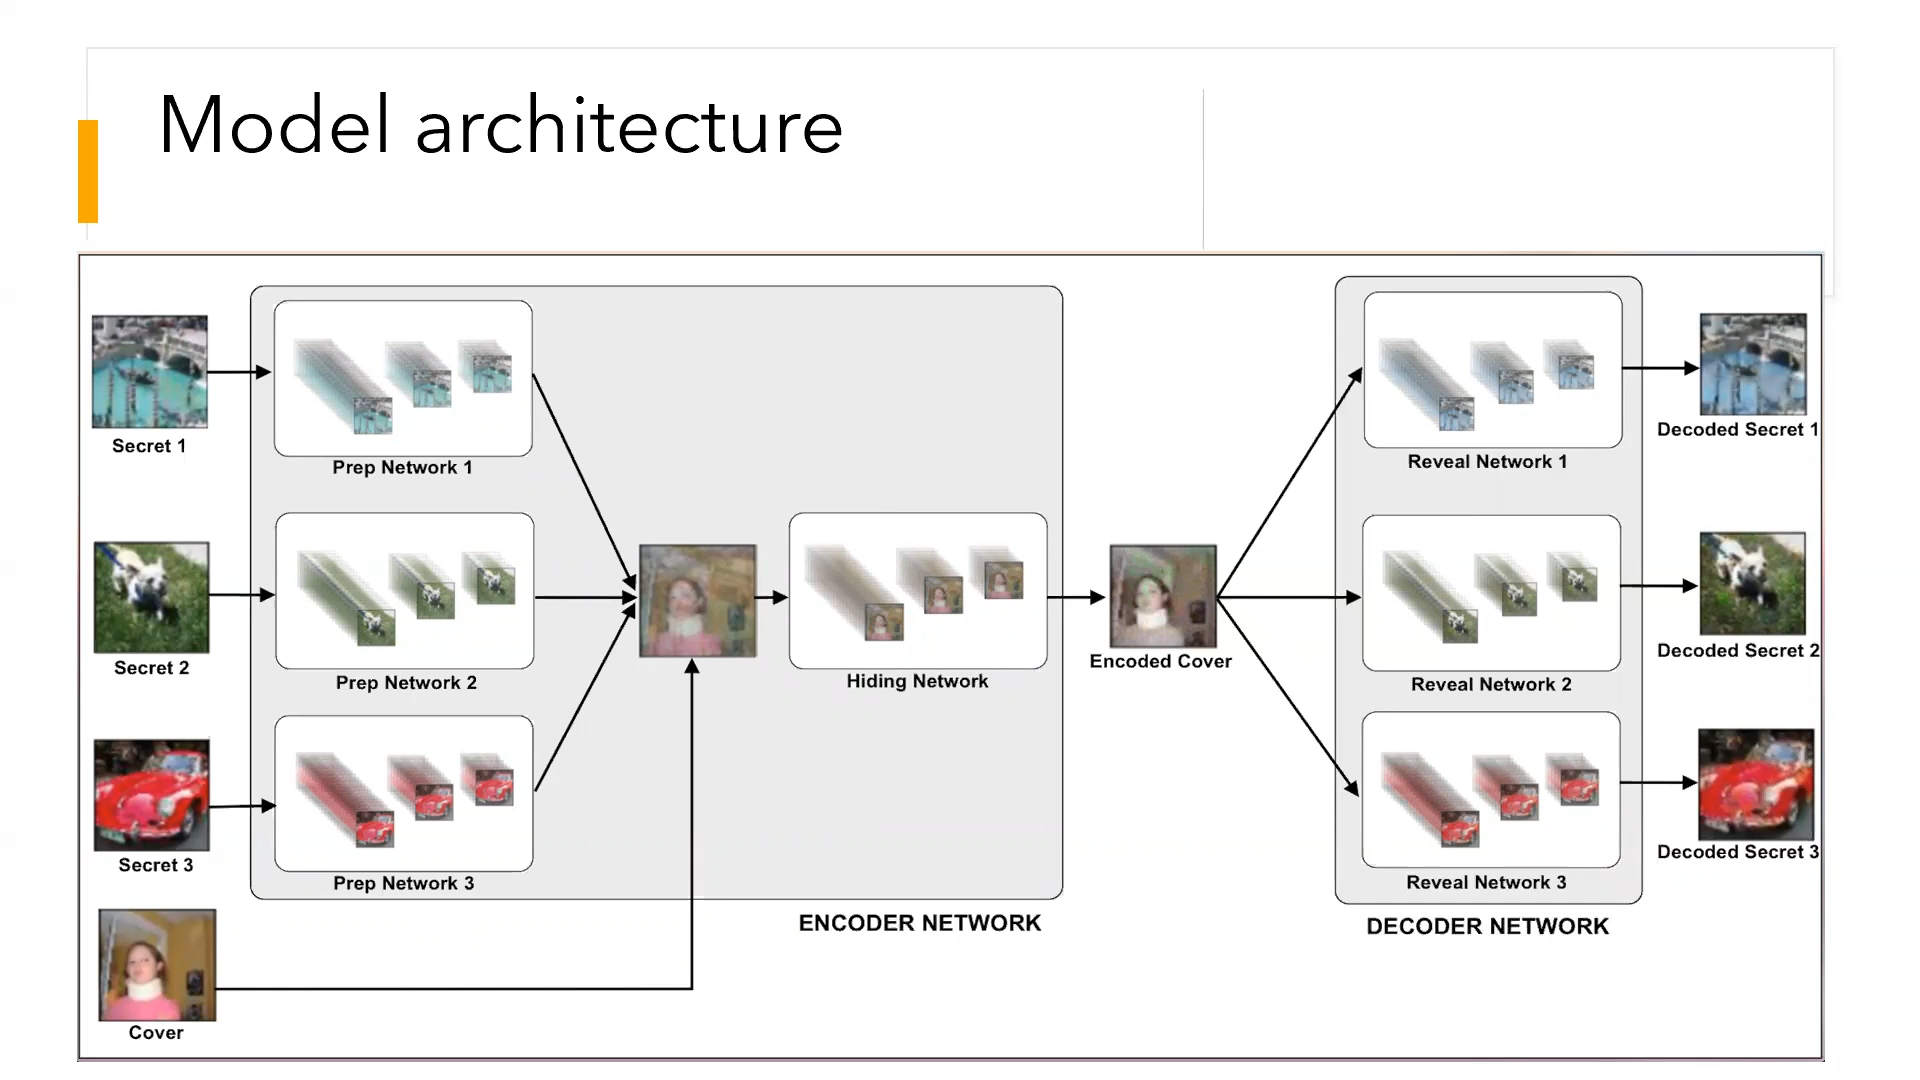 Model architecture
Secret 1
Prep Network 1
Reveal Network 1
Decoded Secret 1
Secret 2
Prep Network 2
Hiding Network
Encoded Cover
Reveal Network 2
Decoded Secret 2
Secret 3
Prep Network 3
Reveal Network 3
Decoded Secret 3
ENCODER NETWORK
DECODER NETWORK
Cover